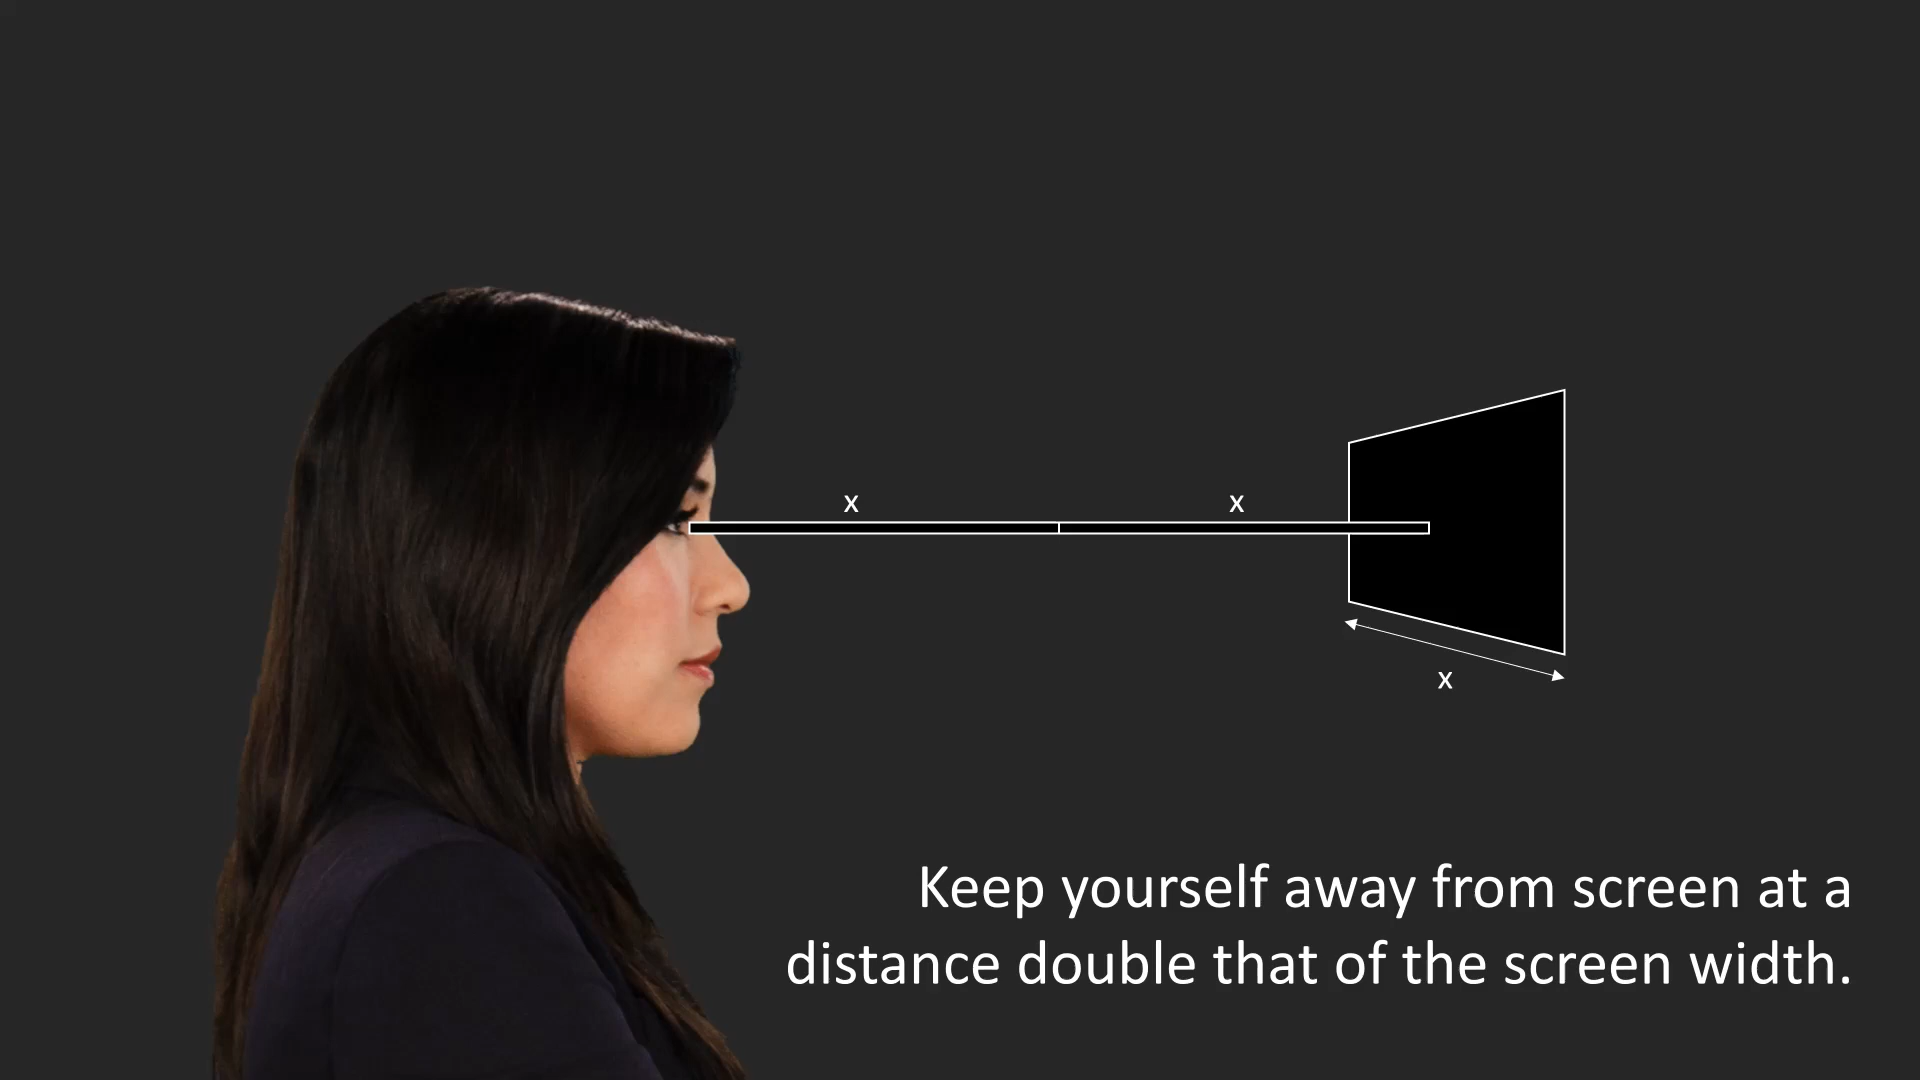 x
x
x
Keep yourself away from screen at a
distance double that of the screen width.